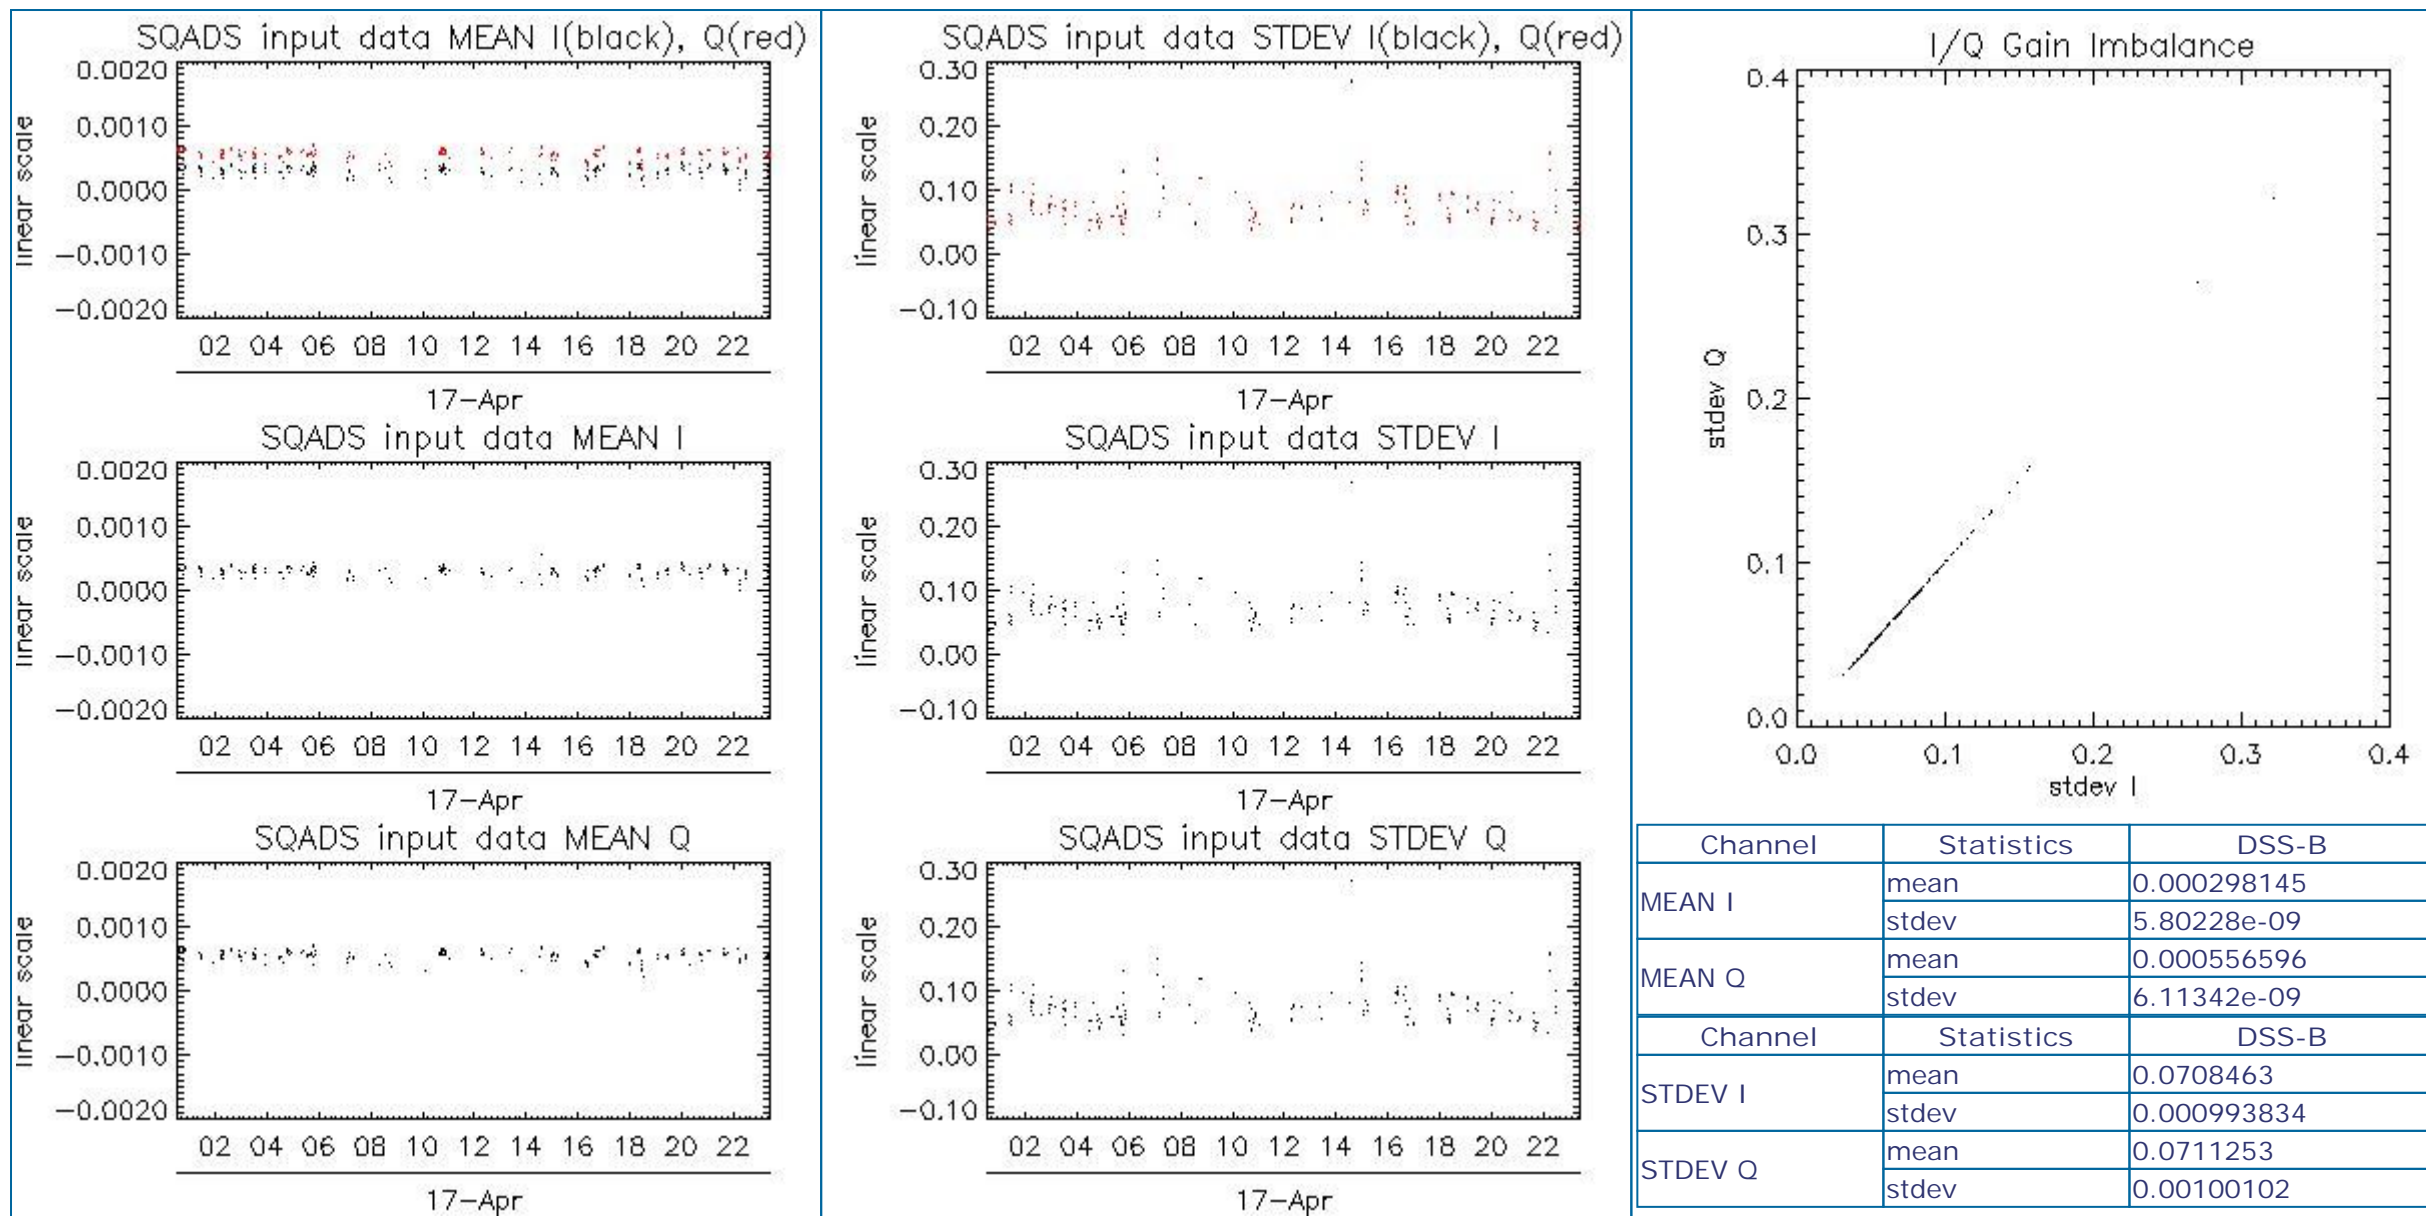 SQADS input data MEAN I(black), Q(red)
0.0020
0.0010
0.0000
-0.0010
-0.0020
linear scale
02 04 06 08 10 12 14 16 18 20 22
17-Apr
SQADS input data MEAN I
0.0020
0.0010
0.0000
-0.0010
-0.0020
linear scale
02 04 06 08 10 12 14 16 18 20 22
17-Apr
SQADS input data MEAN Q
0.0020
0.0010
0.0000
-0.0010
-0.0020
linear scale
02 04 06 08 10 12 14 16 18 20 22
17-Apr
SQADS input data STDEV I(black), Q(red)
0.30
0.20
0.10
0.00
-0.10
linear scale
02 04 06 08 10 12 14 16 18 20 22
17-Apr
SQADS input data STDEV I
0.30
0.20
0.10
0.00
-0.10
linear scale
02 04 06 08 10 12 14 16 18 20 22
17-Apr
SQADS input data STDEV Q
0.30
0.20
0.10
0.00
-0.10
linear scale
02 04 06 08 10 12 14 16 18 20 22
17-Apr
I/Q Gain Imbalance
0.4
0.3
0.2
0.1
0.0
stdev Q
0.0 0.1 0.2 0.3 0.4
stdev I
Channel Statistics DSS-B
MEAN I mean 0.000298145
stdev 5.80228e-09
MEAN Q mean 0.000556596
stdev 6.11342e-09
Channel Statistics DSS-B
STDEV I mean 0.0708463
stdev 0.000993834
STDEV Q mean 0.0711253
stdev 0.00100102